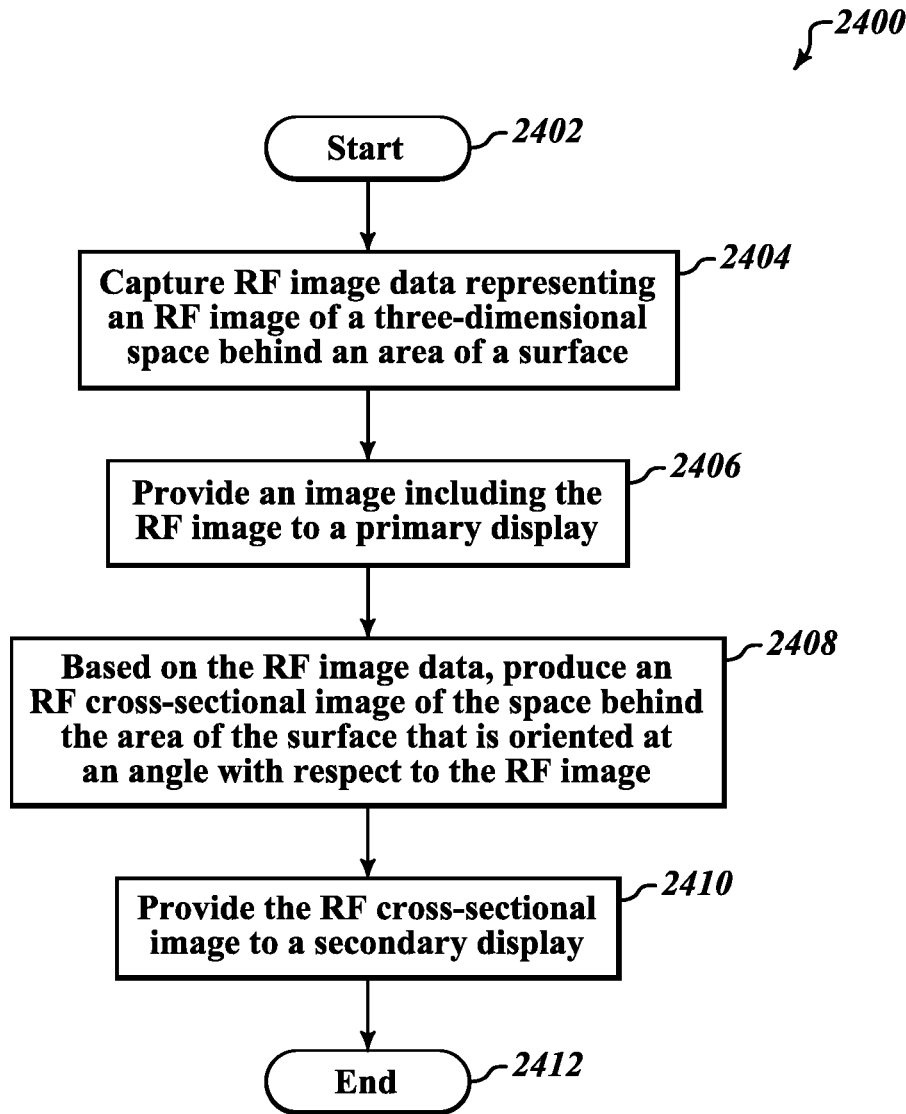 2400
Start
2402
Capture RF image data representing
an RF image of a three-dimensional
space behind an area of a surface
2404
Provide an image including the
RF image to a primary display
2406
Based on the RF image data, produce an
RF cross-sectional image of the space behind
the area of the surface that is oriented at
an angle with respect to the RF image
2408
Provide the RF cross-sectional
image to a secondary display
2410
End
2412